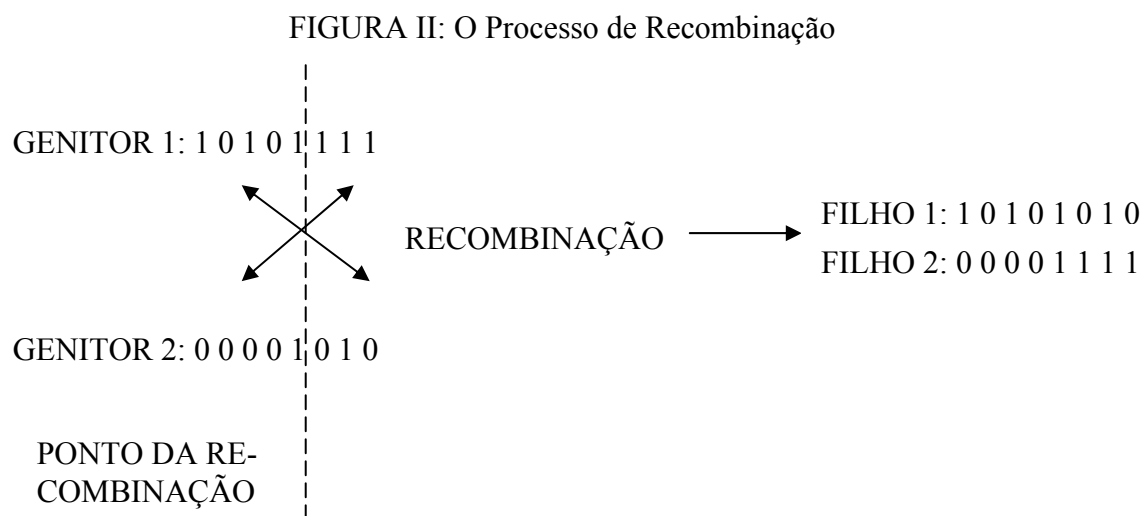 FIGURA II: O Processo de Recombinação
GENITOR 1: 1 0 1 0 1 1 1 1
RECOMBINAÇÃO
FILHO 1: 1 0 1 0 1 0 1 0
FILHO 2: 0 0 0 0 1 1 1 1
GENITOR 2: 0 0 0 0 1 0 1 0
PONTO DA RE-
COMBINAÇÃO